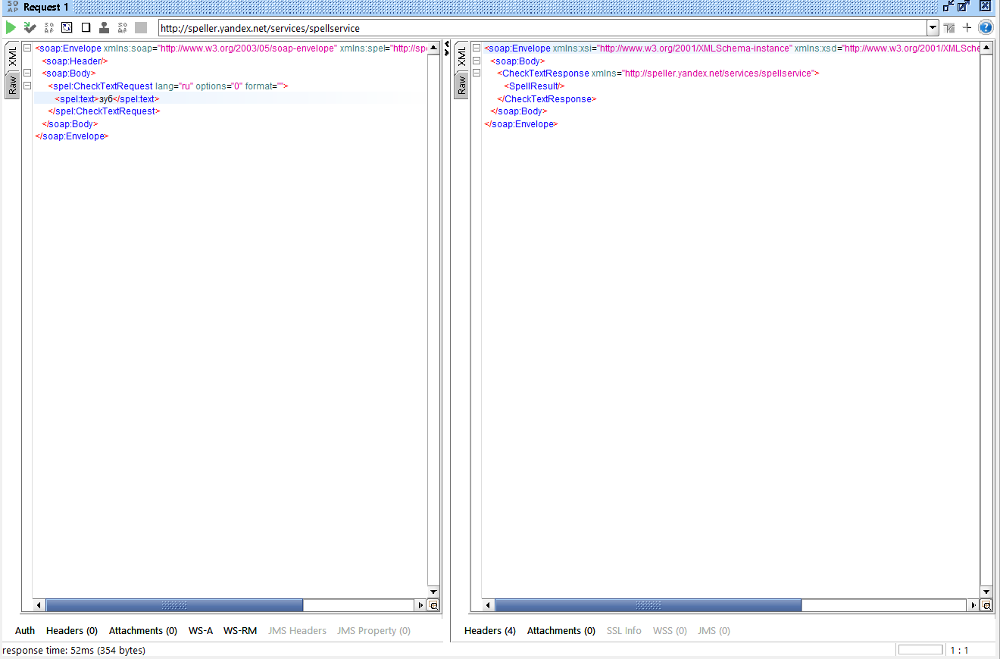 SO AP Request 1
http://speller.yandex.net/services/spellservice
XML
Raw
<soap:Envelope xmlns:soap="http://www.w3.org/2003/05/soap-envelope" xmlns:spel="http://spe
<soap:Header/>
<soap:Body>
<spel:CheckTextRequest lang="ru" options="0" format="">
<spel:text>зуб</spel:text>
</spel:CheckTextRequest>
</soap:Body>
</soap:Envelope>
XML
Raw
<soap:Envelope xmlns:xsi="http://www.w3.org/2001/XMLSchema-instance" xmlns:xsd="http://www.w3.org/2001/XMLSche
<soap:Body>
<CheckTextResponse xmlns="http://speller.yandex.net/services/spellservice">
<SpellResult/>
</CheckTextResponse>
</soap:Body>
</soap:Envelope>
Auth Headers (0) Attachments (0) WS-A WS-RM JMS Headers JMS Property (0)
Headers (4) Attachments (0) SSL Info WSS (0) JMS (0)
response time: 52ms (354 bytes)
1 : 1